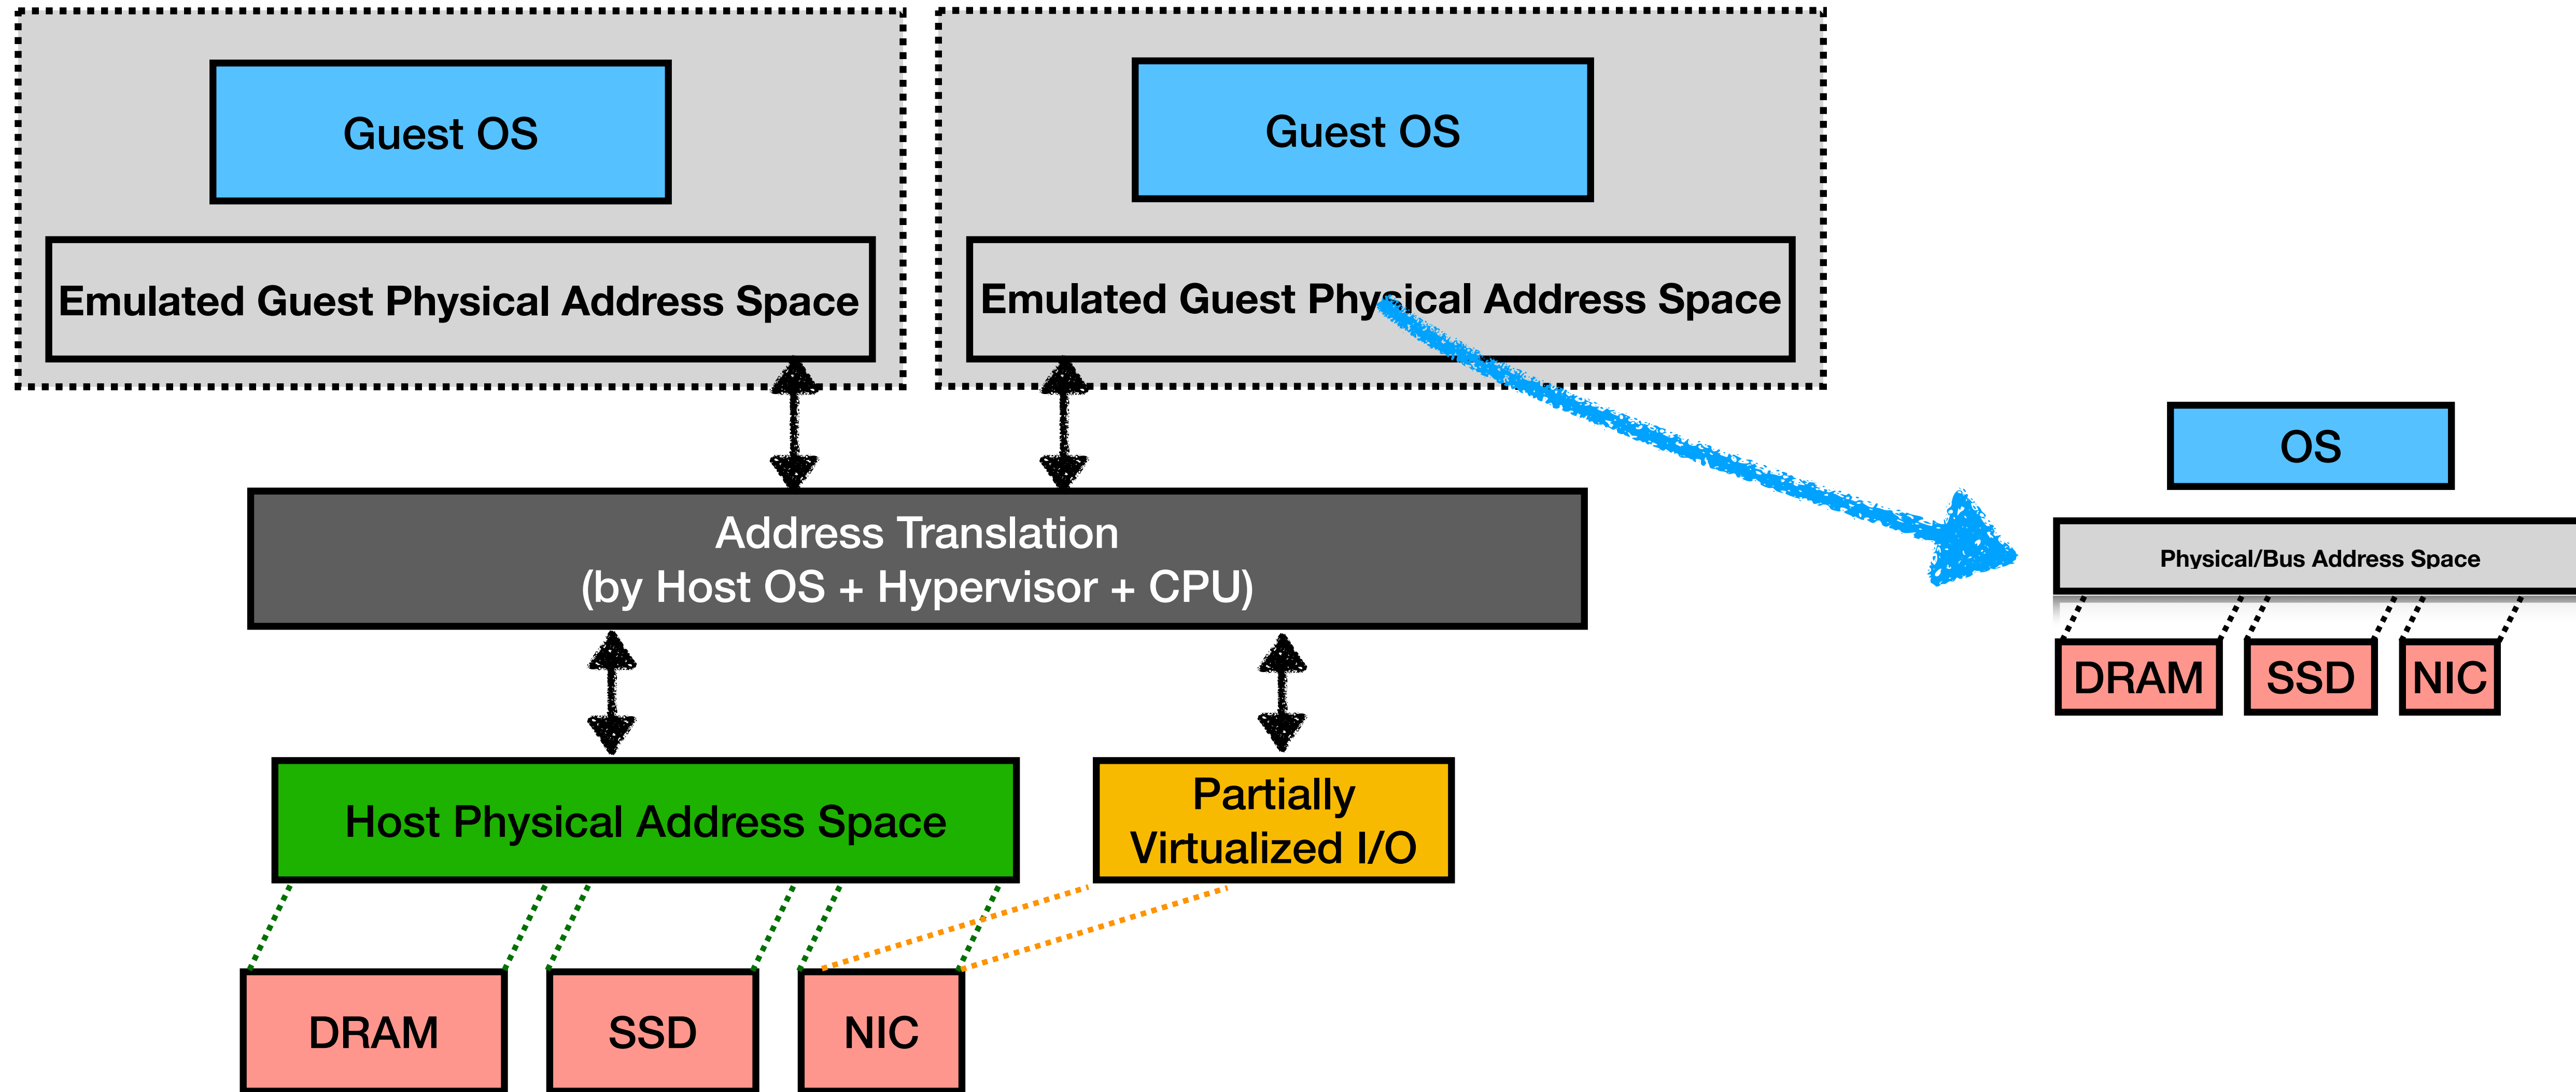 Guest OS
Guest OS
Emulated Guest Physical Address Space
Emulated Guest Physical Address Space
OS
Address Translation
(by Host OS + Hypervisor + CPU)
Physical/Bus Address Space
DRAM
SSD
NIC
Host Physical Address Space
Partially
Virtualized I/O
DRAM
SSD
NIC